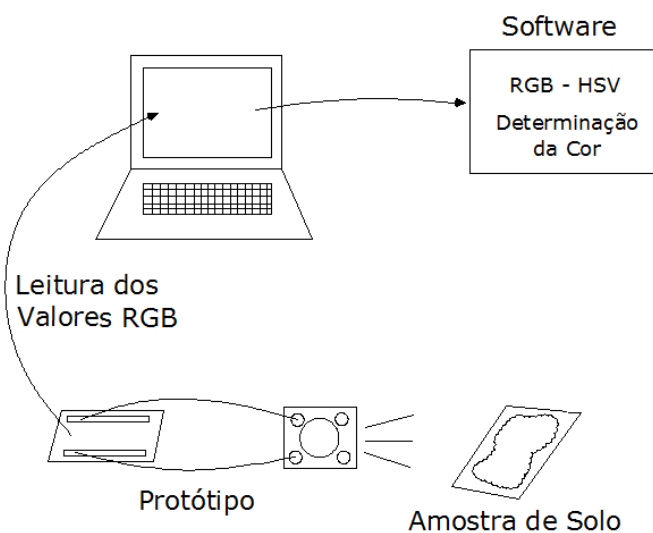 Software
RGB - HSV
Determinação
da Cor
Leitura dos
Valores RGB
Protótipo
Amostra de Solo